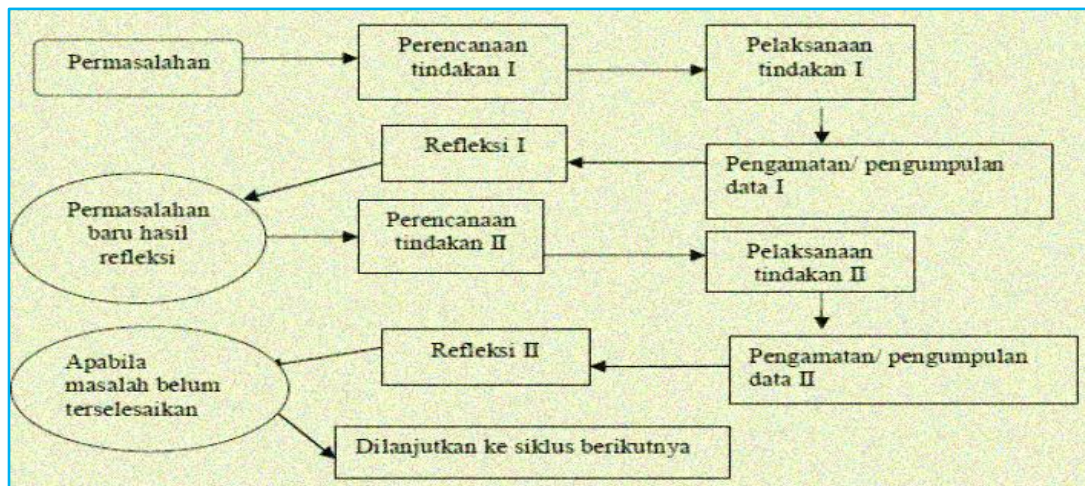 Permasalahan
Perencanaan
tindakan I
Pelaksanaan
tindakan I
Pengamatan/ pengumpulan
data I
Refleksi I
Permasalahan
baru hasil
refleksi
Perencanaan
tindakan II
Pelaksanaan
tindakan II
Pengamatan/ pengumpulan
data II
Refleksi II
Apabila
masalah belum
terselesaikan
Dilanjutkan ke siklus berikutnya